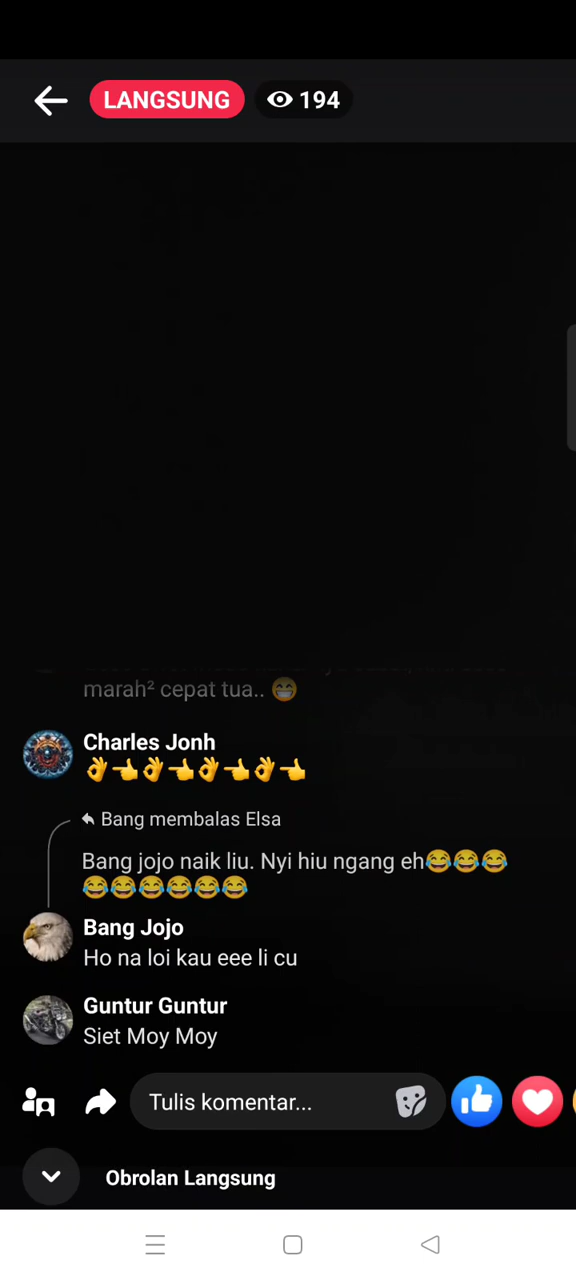 LANGSUNG
194
marah² cepat tua.. 😁
Charles Jonh
👌👈👌👈👌👈👌👈
Bang membalas Elsa
Bang jojo naik liu. Nyi hiu ngang eh😂😂😂
😂😂😂😂😂😂
Bang Jojo
Ho na loi kau eee li cu
Guntur Guntur
Siet Moy Moy
Tulis komentar...
Obrolan Langsung